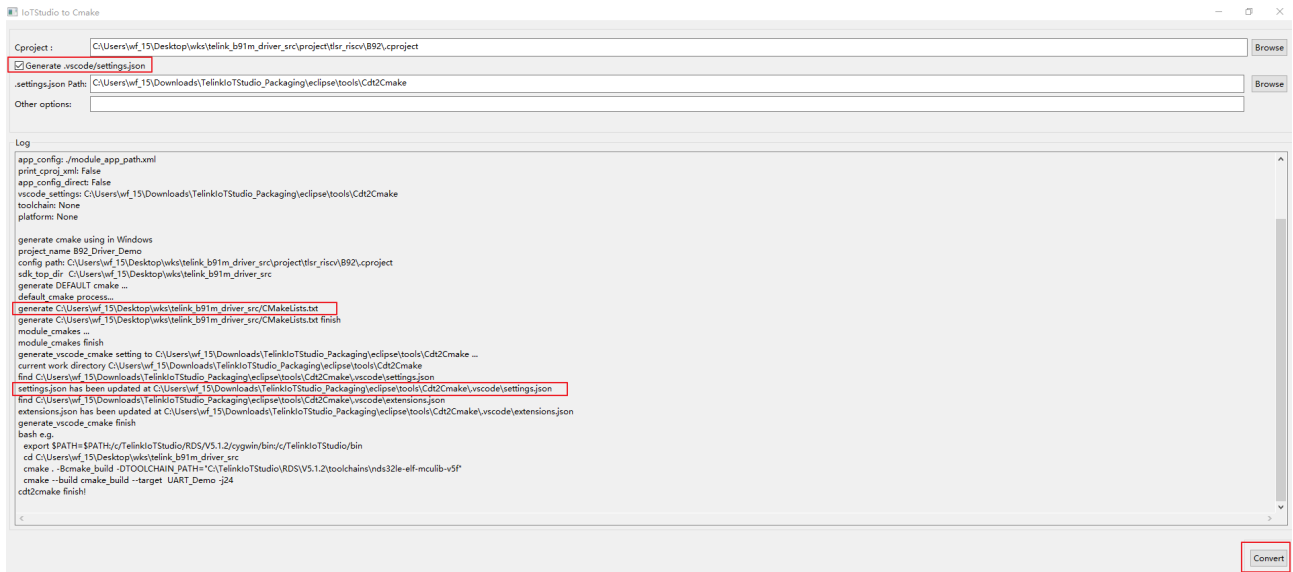 IoTStudio to Cmake
Cproject :
C:\Users\wf_15\Desktop\wks\telink_b91m_driver_src\project\tlsr_riscv\B92\.cproject
Browse
Generate .vscode/settings.json
.settings.json Path:
C:\Users\wf_15\Downloads\TelinkIoTStudio_Packaging\eclipse\tools\Cdt2Cmake
Browse
Other options:
Log
app_config: ./module_app_path.xml
print_cproj_xml: False
app_config_direct: False
vscode_settings: C:\Users\wf_15\Downloads\TelinkIoTStudio_Packaging\eclipse\tools\Cdt2Cmake
toolchain: None
platform: None
generate cmake using in Windows
project_name B92_Driver_Demo
config path: C:\Users\wf_15\Desktop\wks\telink_b91m_driver_src\project\tlsr_riscv\B92\.cproject
sdk_top_dir C:\Users\wf_15\Desktop\wks\telink_b91m_driver_src
generate DEFAULT cmake ...
default_cmake process...
generate C:\Users\wf_15\Desktop\wks\telink_b91m_driver_src/CMakeLists.txt
generate C:\Users\wf_15\Desktop\wks\telink_b91m_driver_src/CMakeLists.txt finish
module_cmakes ...
module_cmakes finish
generate_vscode_cmake setting to C:\Users\wf_15\Downloads\TelinkIoTStudio_Packaging\eclipse\tools\Cdt2Cmake ...
current work directory C:\Users\wf_15\Downloads\TelinkIoTStudio_Packaging\eclipse\tools\Cdt2Cmake
find C:\Users\wf_15\Downloads\TelinkIoTStudio_Packaging\eclipse\tools\Cdt2Cmake\.vscode\settings.json
settings.json has been updated at C:\Users\wf_15\Downloads\TelinkIoTStudio_Packaging\eclipse\tools\Cdt2Cmake\.vscode\settings.json
find C:\Users\wf_15\Downloads\TelinkIoTStudio_Packaging\eclipse\tools\Cdt2Cmake\.vscode\extensions.json
extensions.json has been updated at C:\Users\wf_15\Downloads\TelinkIoTStudio_Packaging\eclipse\tools\Cdt2Cmake\.vscode\extensions.json
generate_vscode_cmake finish
bash e.g.
export $PATH=$PATH:/c/TelinkIoTStudio/RDS/V5.1.2/cygwin/bin:/c/TelinkIoTStudio/bin
cd C:\Users\wf_15\Desktop\wks\telink_b91m_driver_src
cmake . -Bcmake_build -DTOOLCHAIN_PATH="C:\TelinkIoTStudio\RDS\V5.1.2\toolchains\nds32le-elf-mculib-v5f"
cmake --build cmake_build --target UART_Demo -j24
cdt2cmake finish!
Convert